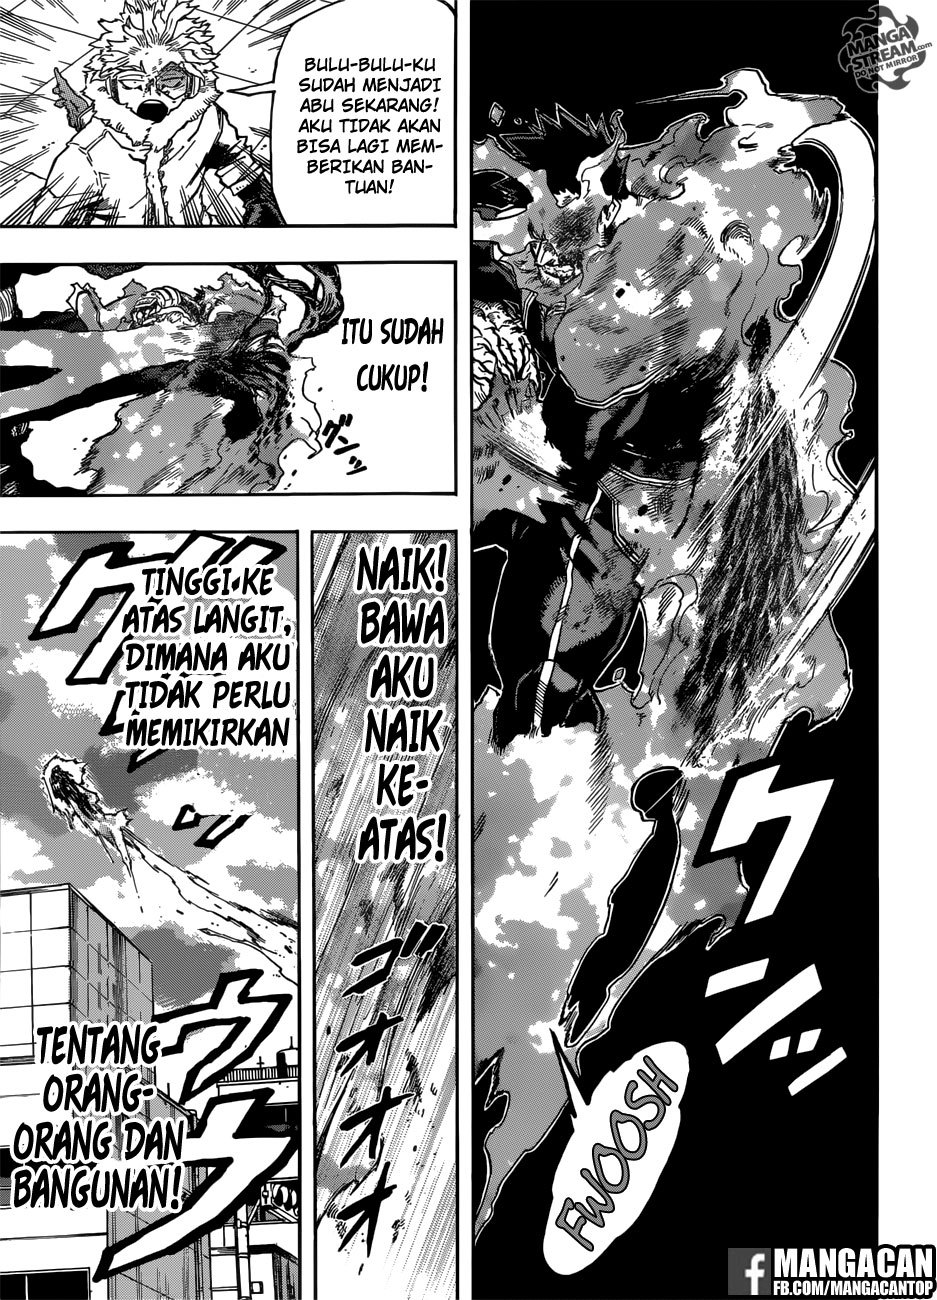 MANGA
STREAM.COM
DO NOT MIRROR
BULU-BULU-KU
SUDAH MENJADI
ABU SEKARANG!
AKU TIDAK AKAN
BISA LAGI MEM-
BERIKAN BAN-
TUAN!
ITU SUDAH
CUKUP!
グンッ
NAIK!
BAWA
AKU
NAIK
KE-
ATAS!
ゴオオオ
グンッ
FWOOSH
TINGGI KE
ATAS LANGIT,
DIMANA AKU
TIDAK PERLU
MEMIKIRKAN
TENTANG
ORANG-
ORANG DAN
BANGUNAN!
f MANGACAN
FB.COM/MANGACANTOP